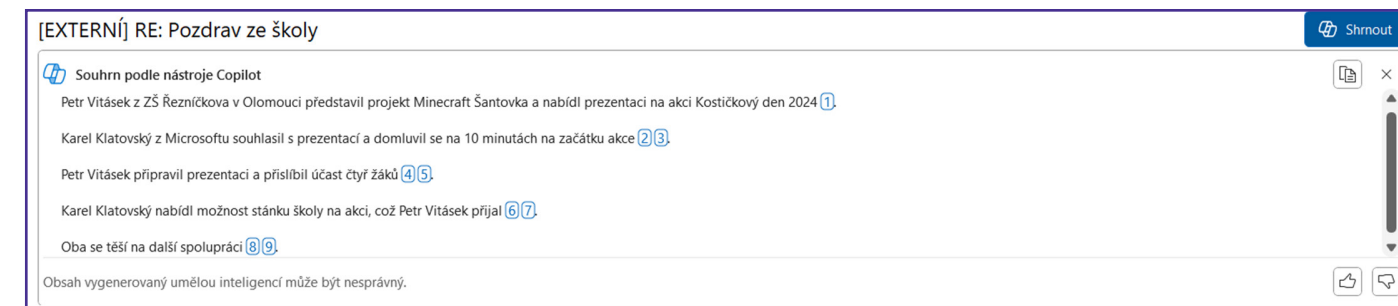 [EXTERNÍ] RE: Pozdrav ze školy
Shrnout
Souhrn podle nástroje Copilot
Petr Vitásek z ZŠ Řezníčkova v Olomouci představil projekt Minecraft Šantovka a nabídl prezentaci na akci Kostičkový den 2024 1.
Karel Klatovský z Microsoftu souhlasil s prezentací a domluvil se na 10 minutách na začátku akce 2 3.
Petr Vitásek připravil prezentaci a přislíbil účast čtyř žáků 4 5.
Karel Klatovský nabídl možnost stánku školy na akci, což Petr Vitásek přijal 6 7.
Oba se těší na další spolupráci 8 9.
Obsah vygenerovaný umělou inteligencí může být nesprávný.